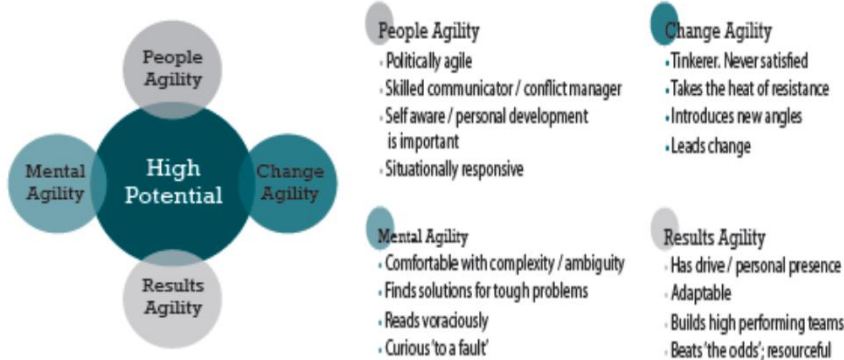 People
Agility
Mental
Agility
High
Potential
Change
Agility
Results
Agility
People Agility
Politically agile
Skilled communicator / conflict manager
Self aware / personal development
is important
Situationally responsive
Change Agility
Tinkerer. Never satisfied
Takes the heat of resistance
Introduces new angles
Leads change
Mental Agility
Comfortable with complexity / ambiguity
Finds solutions for tough problems
Reads voraciously
Curious 'to a fault'
Results Agility
Has drive / personal presence
Adaptable
Builds high performing teams
Beats 'the odds'; resourceful